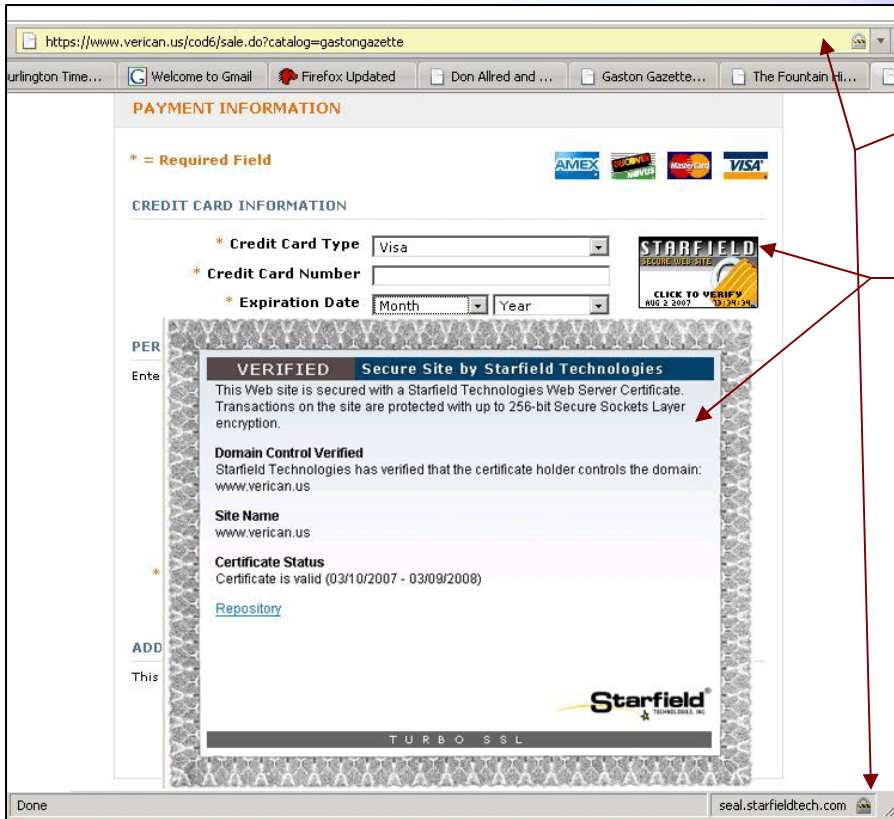 https://www.verican.us/cod6/sale.do?catalog=gastongazette
urlington Time... Welcome to Gmail Firefox Updated Don Allred and ... Gaston Gazette... The Fountain Hi...
PAYMENT INFORMATION
* = Required Field
AMEX DISCOVER NOVUS MasterCard VISA
CREDIT CARD INFORMATION
* Credit Card Type Visa
STARFIELD
SECURE WEB SITE
* Credit Card Number
CLICK TO VERIFY
* Expiration Date Month Year
AUG 2 2007 13:34:34
PER
VERIFIED Secure Site by Starfield Technologies
Ente
This Web site is secured with a Starfield Technologies Web Server Certificate.
Transactions on the site are protected with up to 256-bit Secure Sockets Layer
encryption.
Domain Control Verified
Starfield Technologies has verified that the certificate holder controls the domain:
www.verican.us
Site Name
www.verican.us
Certificate Status
*
Certificate is valid (03/10/2007 - 03/09/2008)
Repository
ADD
This
Starfield®
TECHNOLOGIES, INC.
TURBO SSL
Done seal.starfieldtech.com